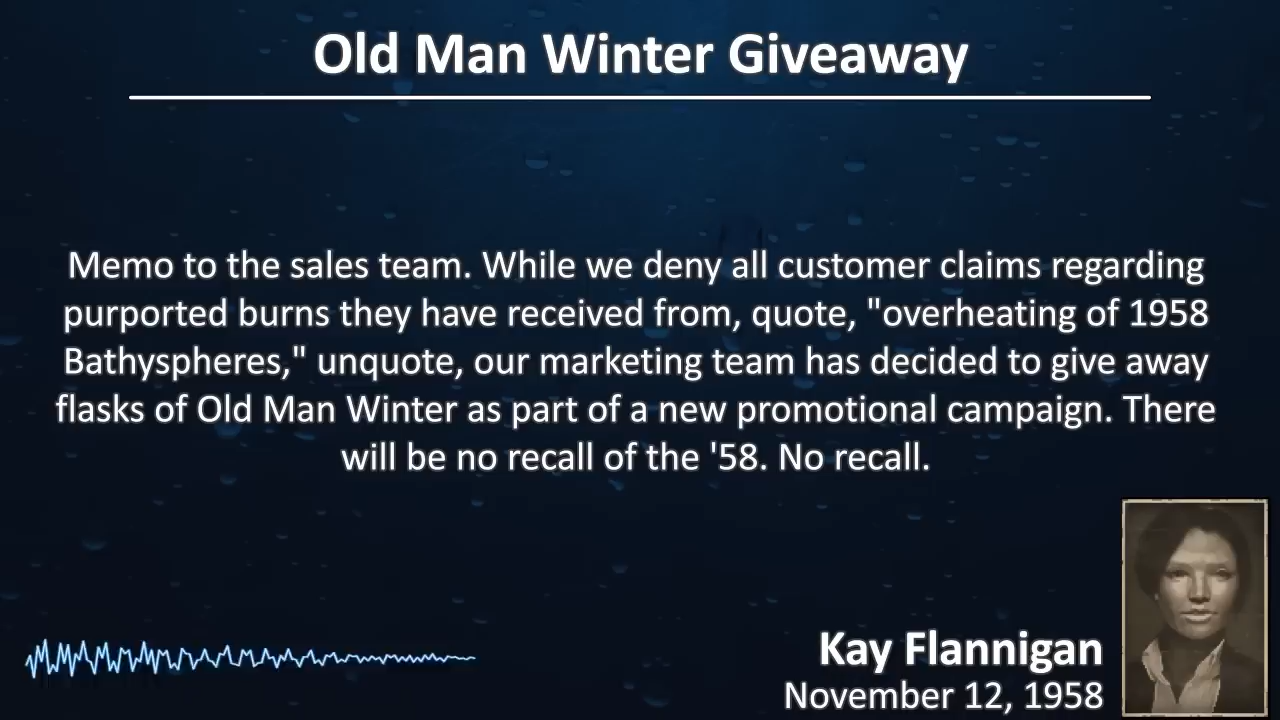 Old Man Winter Giveaway
Memo to the sales team. While we deny all customer claims regarding
purported burns they have received from, quote, "overheating of 1958
Bathyspheres," unquote, our marketing team has decided to give away
flasks of Old Man Winter as part of a new promotional campaign. There
will be no recall of the '58. No recall.
Kay Flannigan
November 12, 1958